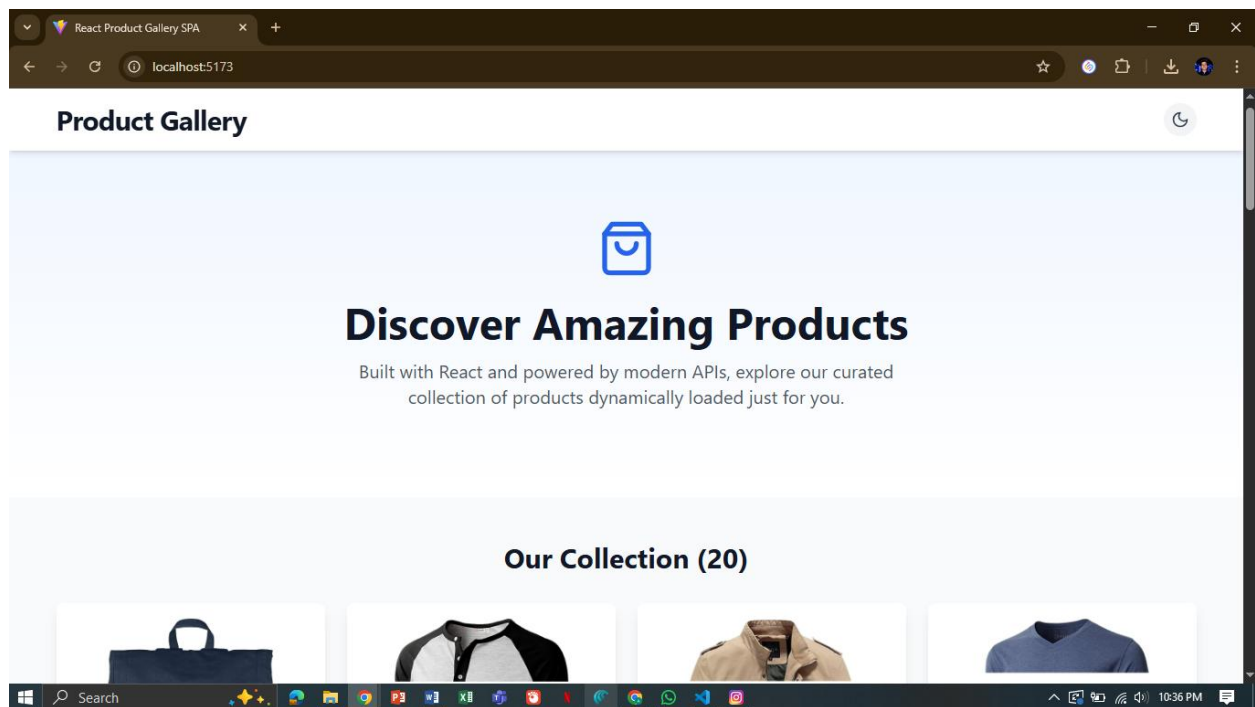 React Product Gallery SPA
localhost:5173
Product Gallery
Discover Amazing Products
Built with React and powered by modern APIs, explore our curated
collection of products dynamically loaded just for you.
Our Collection (20)
Search
10:36 PM